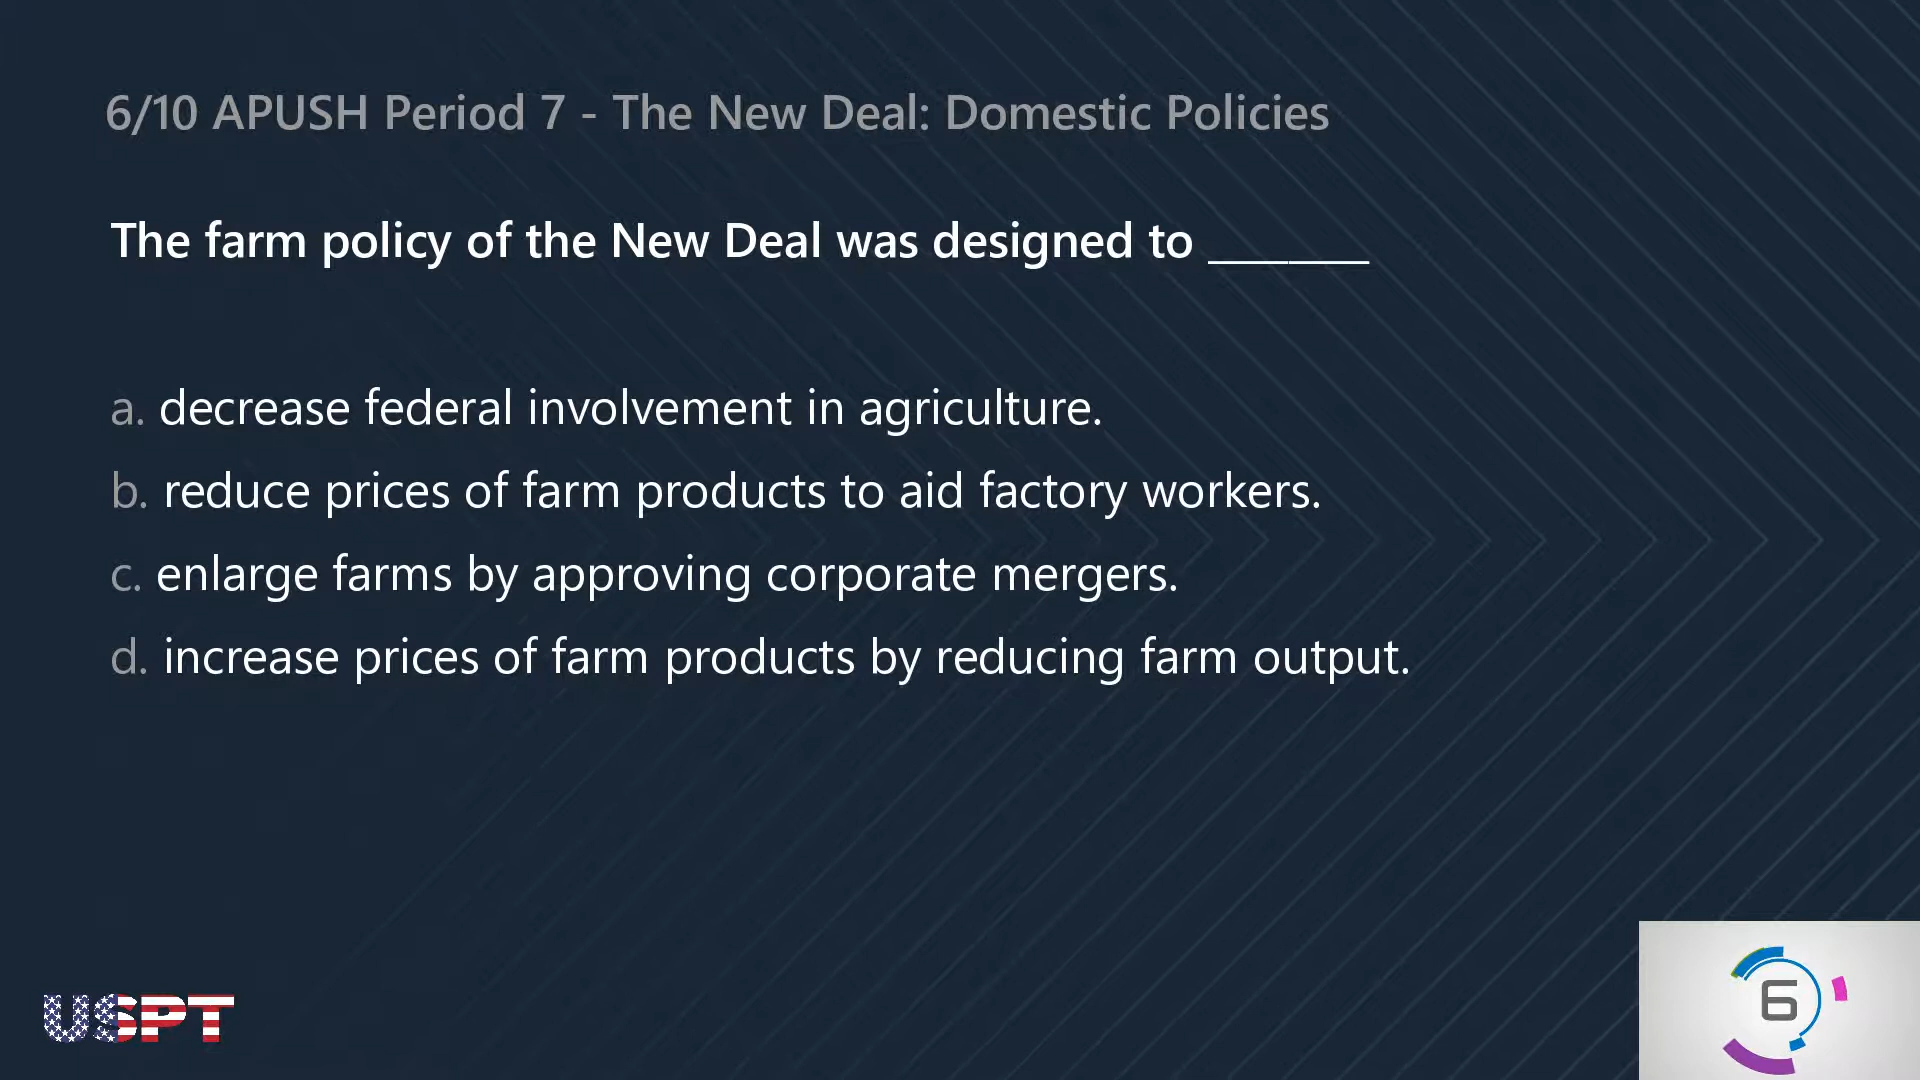 6/10 APUSH Period 7 - The New Deal: Domestic Policies
The farm policy of the New Deal was designed to ________
a. decrease federal involvement in agriculture.
b. reduce prices of farm products to aid factory workers.
c. enlarge farms by approving corporate mergers.
d. increase prices of farm products by reducing farm output.
USPT
6